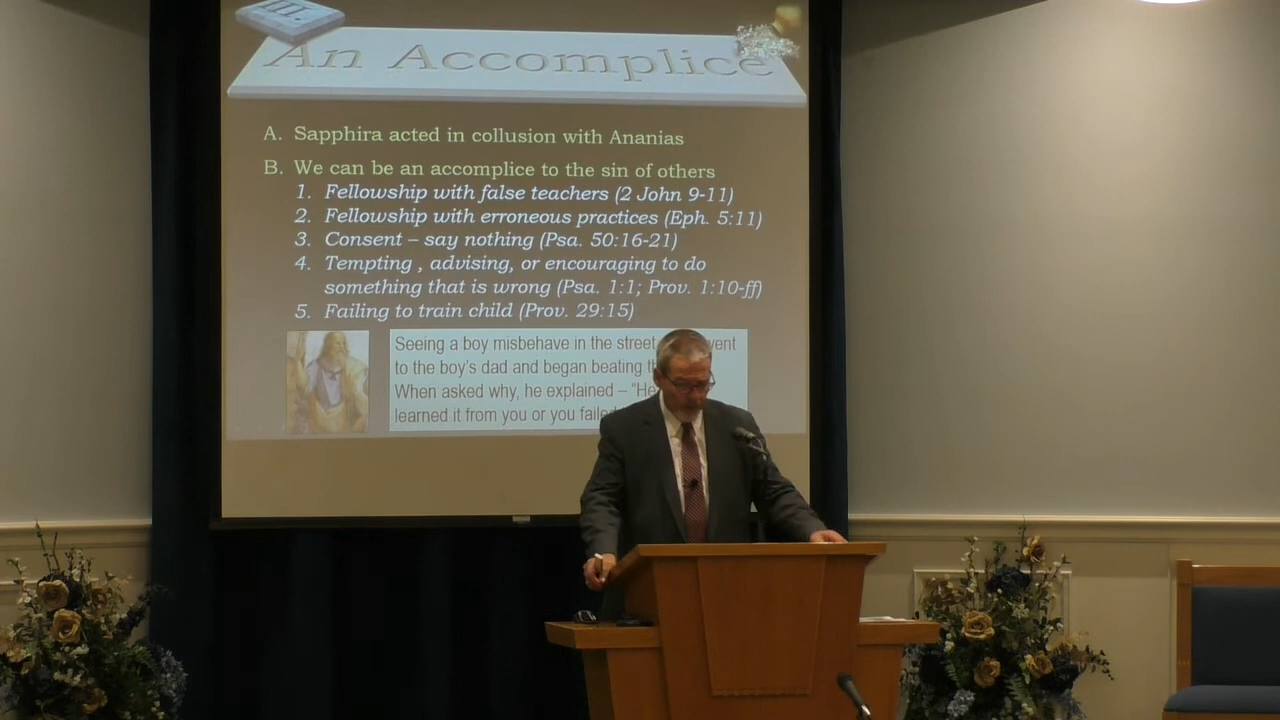 III.
An Accomplice
A. Sapphira acted in collusion with Ananias
B. We can be an accomplice to the sin of others
1. Fellowship with false teachers (2 John 9-11)
2. Fellowship with erroneous practices (Eph. 5:11)
3. Consent – say nothing (Psa. 50:16-21)
4. Tempting , advising, or encouraging to do
something that is wrong (Psa. 1:1; Prov. 1:10-ff)
5. Failing to train child (Prov. 29:15)
Seeing a boy misbehave in the street
to the boy's dad and began beating
When asked why, he explained – "He
learned it from you or you failed